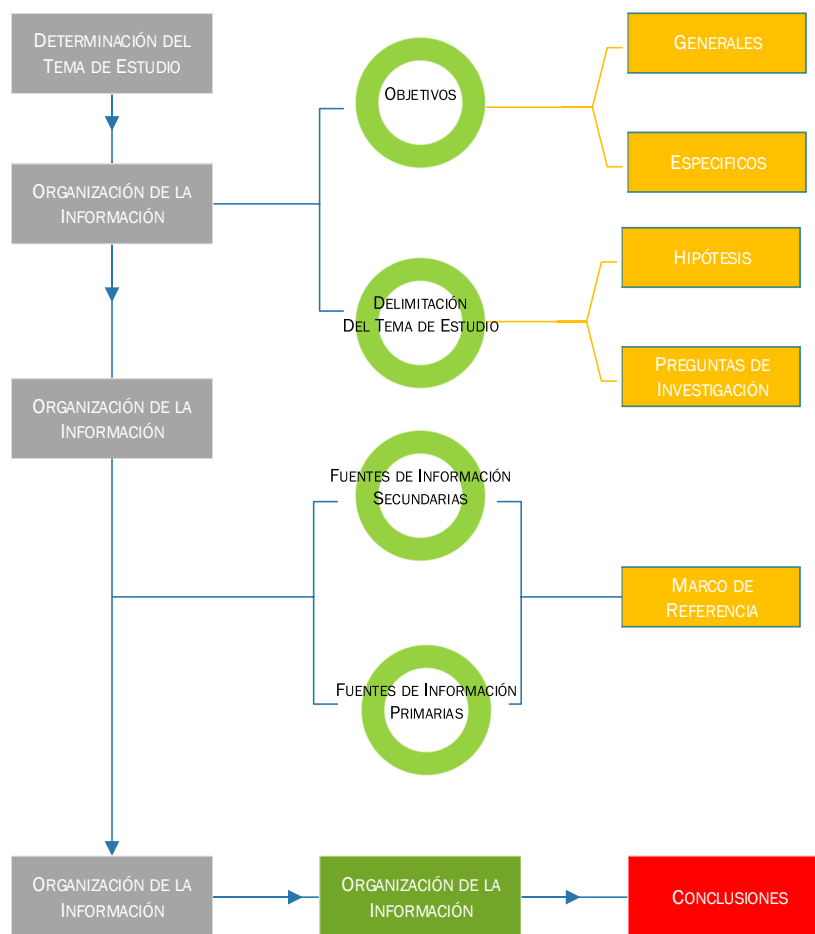 DETERMINACIÓN DEL
TEMA DE ESTUDIO
OBJETIVOS
GENERALES
ESPECIFICOS
ORGANIZACIÓN DE LA
INFORMACIÓN
DELIMITACIÓN
DEL TEMA DE ESTUDIO
HIPÓTESIS
PREGUNTAS DE
INVESTIGACIÓN
ORGANIZACIÓN DE LA
INFORMACIÓN
FUENTES DE INFORMACIÓN
SECUNDARIAS
MARCO DE
REFERENCIA
FUENTES DE INFORMACIÓN
PRIMARIAS
ORGANIZACIÓN DE LA
INFORMACIÓN
ORGANIZACIÓN DE LA
INFORMACIÓN
CONCLUSIONES